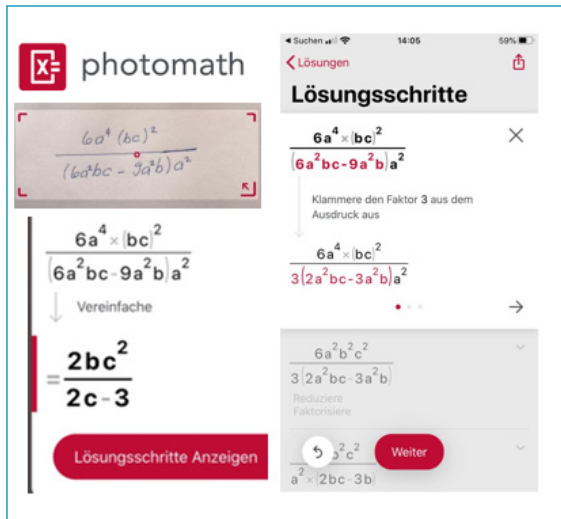 X=
photomath
6a⁴ (bc)²
(6a²bc - 9a²b)a²
6a⁴×(bc)²
(6a²bc-9a²b)a²
Vereinfache
=2bc²
2c-3
Lösungsschritte Anzeigen
Suchen
14:05
59%
Lösungen
Lösungsschritte
6a⁴×(bc)²
(6a²bc-9a²b)a²
Klammere den Faktor 3 aus dem
Ausdruck aus
6a⁴×(bc)²
3(2a²bc-3a²b)a²
6a²b²c²
3(2a²bc-3a²b)
Reduziere
Faktorisiere
b²c²
Weiter
a²×(2bc-3b)